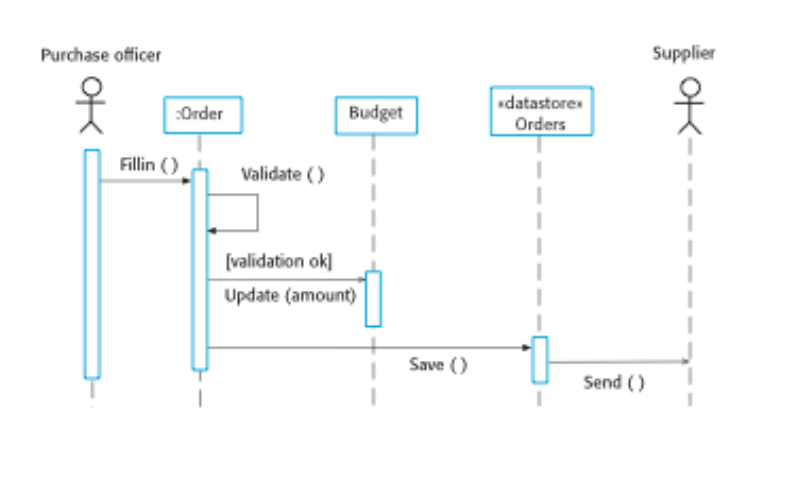 Purchase officer
Supplier
:Order
Budget
«datastore»
Orders
Fillin ( )
Validate ( )
[validation ok]
Update (amount)
Save ( )
Send ( )